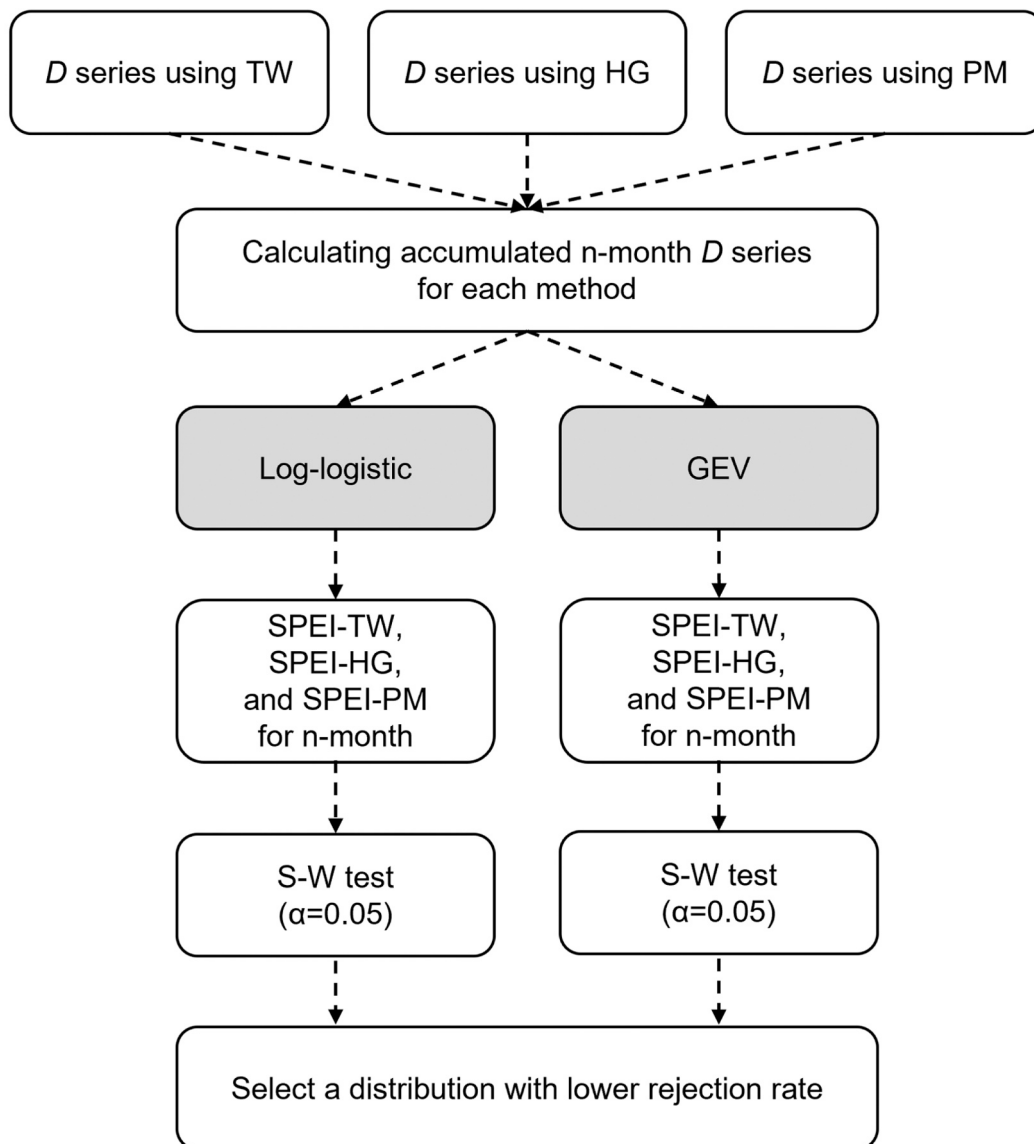 D series using TW
D series using HG
D series using PM
Calculating accumulated n-month D series
for each method
Log-logistic
GEV
SPEI-TW,
SPEI-HG,
and SPEI-PM
for n-month
SPEI-TW,
SPEI-HG,
and SPEI-PM
for n-month
S-W test
(α=0.05)
S-W test
(α=0.05)
Select a distribution with lower rejection rate